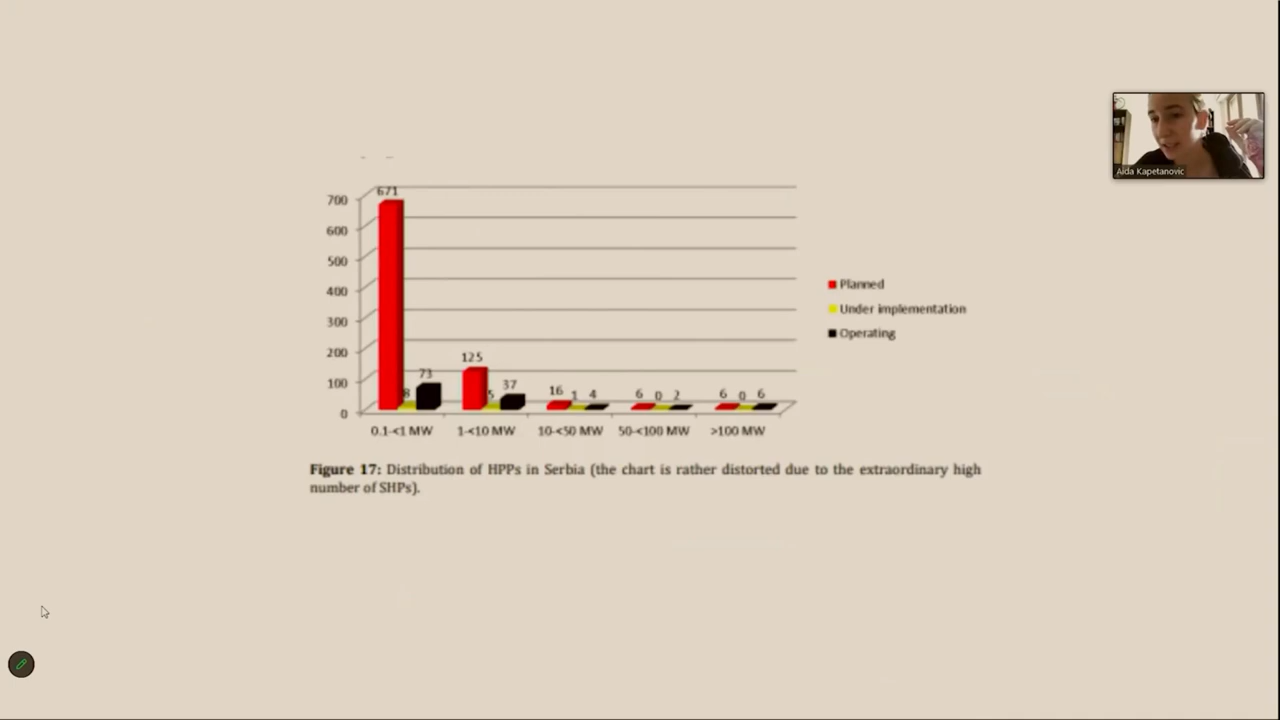 Aida Kapetanovic
671
700
600
500
400
300
200
100
0
8
73
125
5
37
16
1
4
6
0
2
6
0
6
0.1-<1 MW
1-<10 MW
10-<50 MW
50-<100 MW
>100 MW
Planned
Under implementation
Operating
Figure 17: Distribution of HPPs in Serbia (the chart is rather distorted due to the extraordinary high
number of SHPs).